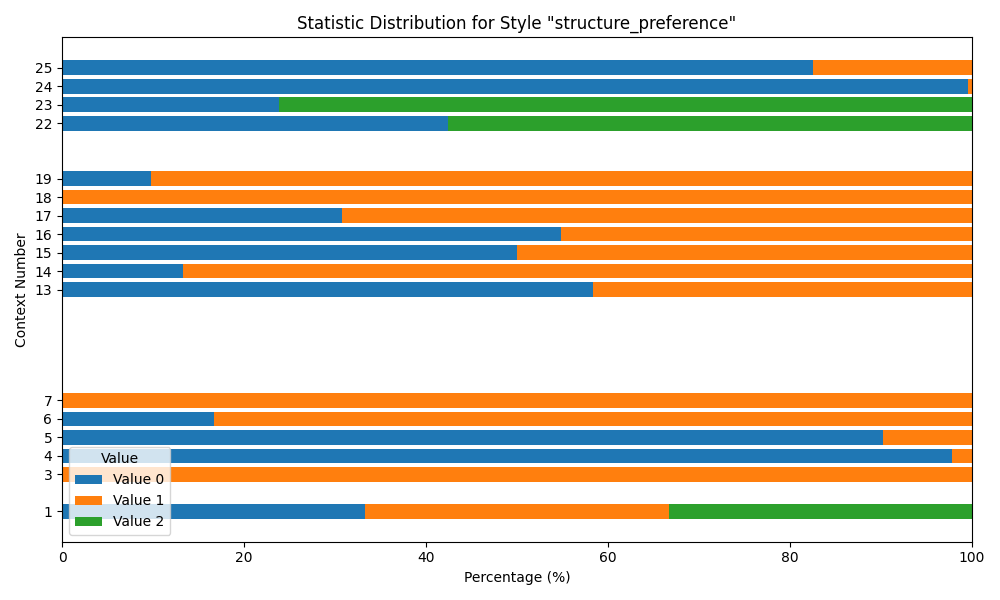 Statistic Distribution for Style "structure_preference"
25
24
23
22
19
18
17
16
15
14
13
7
6
5
4
3
1
Context Number
Value
Value 0
Value 1
Value 2
0 20 40 60 80 100
Percentage (%)